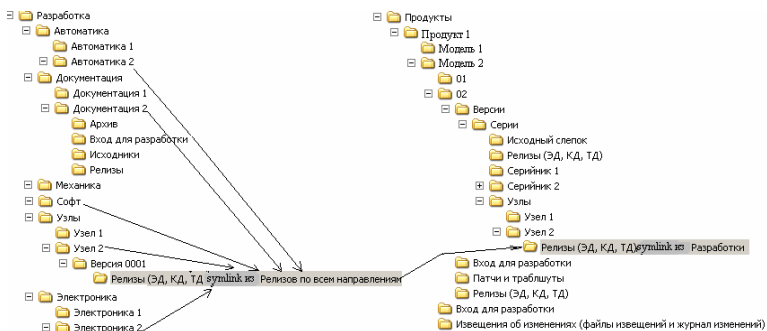 Разработка
Автоматика
Автоматика 1
Автоматика 2
Документация
Документация 1
Документация 2
Архив
Вход для разработки
Исходники
Релизы
Механика
Софт
Узлы
Узел 1
Узел 2
Версия 0001
Релизы (ЭД, КД, ТД symlink из Релизов по всем направлениям
Электроника
Электроника 1
Электроника 2
Продукты
Продукт 1
Модель 1
Модель 2
01
02
Версии
Серии
Исходный слепок
Релизы (ЭД, КД, ТД)
Серийник 1
Серийник 2
Узлы
Узел 1
Узел 2
Релизы (ЭД, КД, ТД)symlink из Разработки
Вход для разработки
Патчи и траблшуты
Релизы (ЭД, КД, ТД)
Вход для разработки
Извещения об изменениях (файлы извещений и журнал изменений)